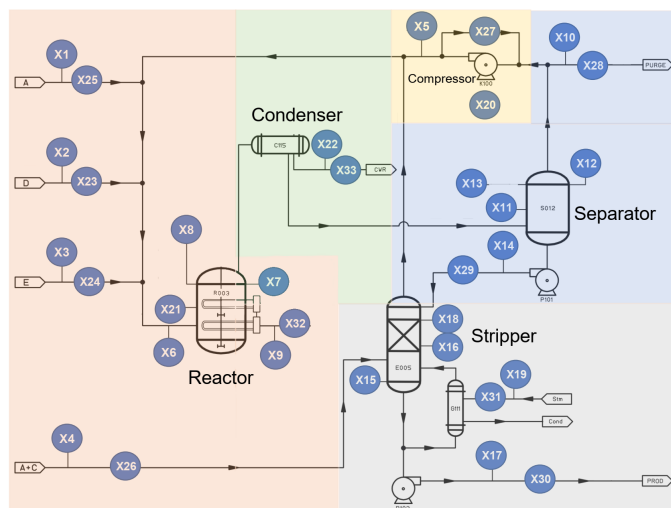 X1
X25
A
X5
X27
Compressor
K100
X20
X10
X28
PURGE
Condenser
C115
X22
X33
CWR
X2
X23
D
X13
X12
X11
S012
Separator
X14
X29
P101
X3
X24
E
X8
X7
R003
X21
X32
X6
X9
Reactor
X18
Stripper
X16
E005
X15
X19
X31
Stm
G111
Cond
X4
X26
A+C
X17
X30
PROD